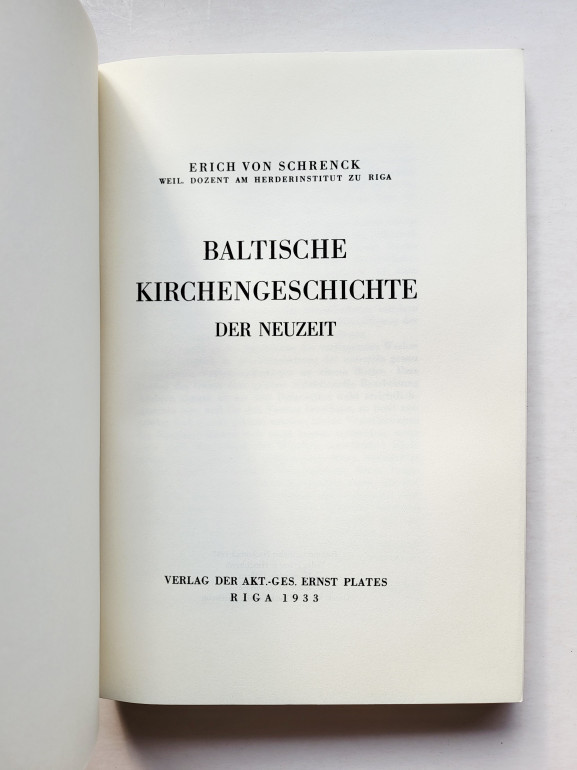 ERICH VON SCHRENCK
WEIL. DOZENT AM HERDERINSTITUT ZU RIGA
BALTISCHE
KIRCHENGESCHICHTE
DER NEUZEIT
VERLAG DER AKT.-GES. ERNST PLATES
RIGA 1933